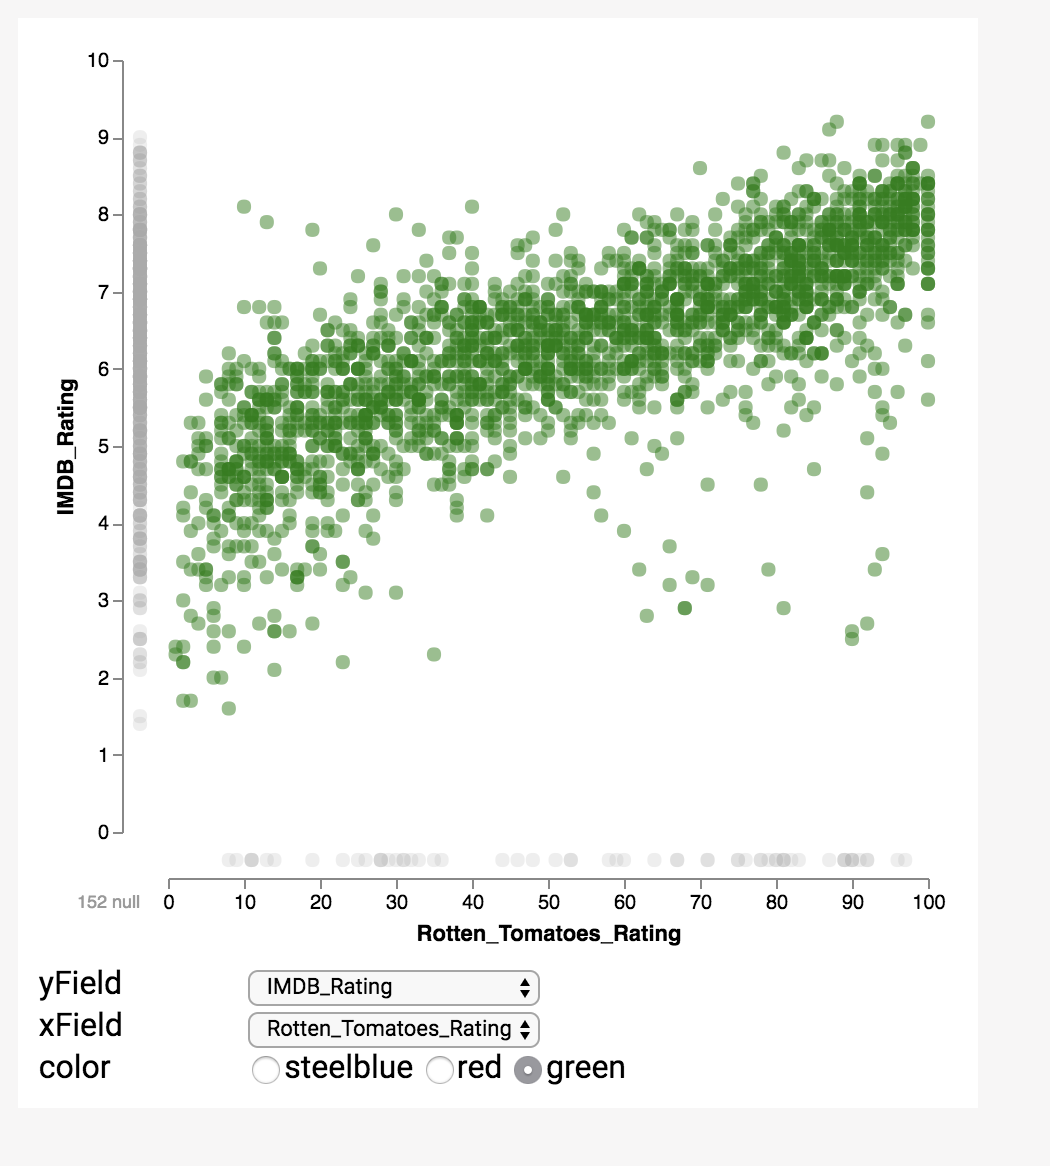 10
9
8
7
6
5
4
3
2
1
0
IMDB_Rating
152 null
0 10 20 30 40 50 60 70 80 90 100
Rotten_Tomatoes_Rating
yField IMDB_Rating
xField Rotten_Tomatoes_Rating
color steelblue red green